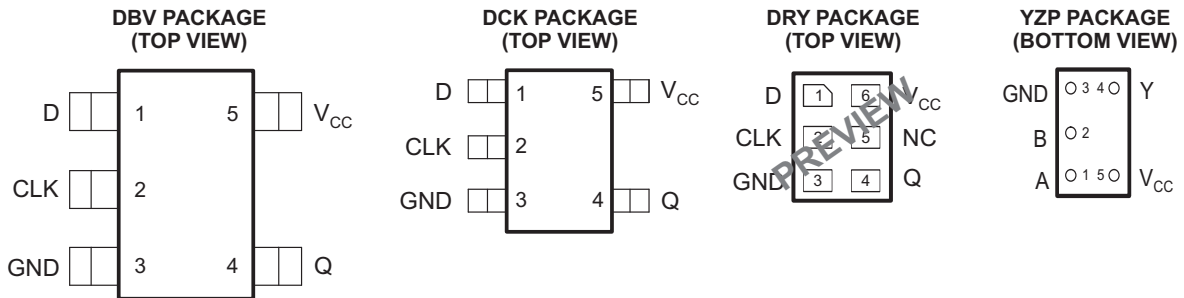 DBV PACKAGE
(TOP VIEW)
D 1 5 VCC
CLK 2
GND 3 4 Q
DCK PACKAGE
(TOP VIEW)
D 1 5 VCC
CLK 2
GND 3 4 Q
DRY PACKAGE
(TOP VIEW)
D 1 6 VCC
CLK 2 5 NC
GND 3 4 Q
PREVIEW
YZP PACKAGE
(BOTTOM VIEW)
GND 3 4 Y
B 2
A 1 5 VCC